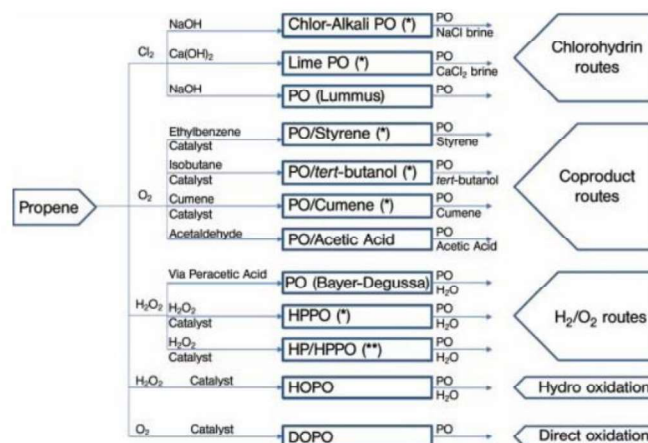 NaOH
Chlor-Alkali PO (*)
PO
NaCl brine
Cl₂
Ca(OH)₂
Lime PO (*)
PO
CaCl₂ brine
Chlorohydrin
routes
NaOH
PO (Lummus)
PO
Ethylbenzene
Catalyst
PO/Styrene (*)
PO
Styrene
Isobutane
Catalyst
PO/tert-butanol (*)
PO
tert-butanol
Propene
O₂
Cumene
Catalyst
PO/Cumene (*)
PO
Cumene
Coproduct
routes
Acetaldehyde
PO/Acetic Acid
PO
Acetic Acid
Via Peracetic Acid
PO (Bayer-Degussa)
PO
H₂O
H₂O₂
H₂O₂
Catalyst
HPPO (*)
PO
H₂O
H₂/O₂ routes
H₂O₂
Catalyst
HP/HPPO (**)
PO
H₂O
H₂O₂
Catalyst
HOPO
PO
H₂O
Hydro oxidation
O₂
Catalyst
DOPO
PO
Direct oxidation